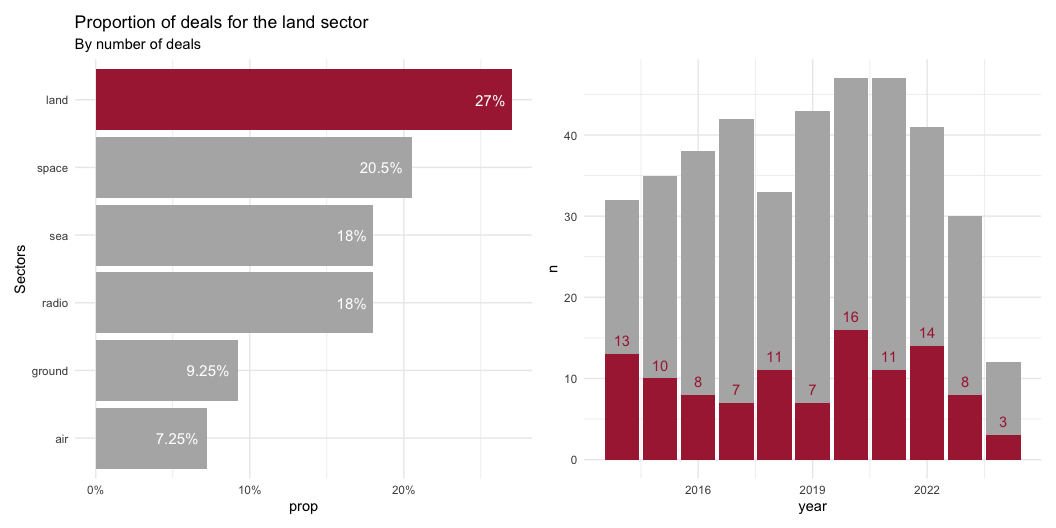 Proportion of deals for the land sector
By number of deals
Sectors
land
27%
space
20.5%
sea
18%
radio
18%
ground
9.25%
air
7.25%
0%
10%
20%
prop
n
40
30
20
10
0
13
10
8
7
11
7
16
11
14
8
3
2016
2019
2022
year